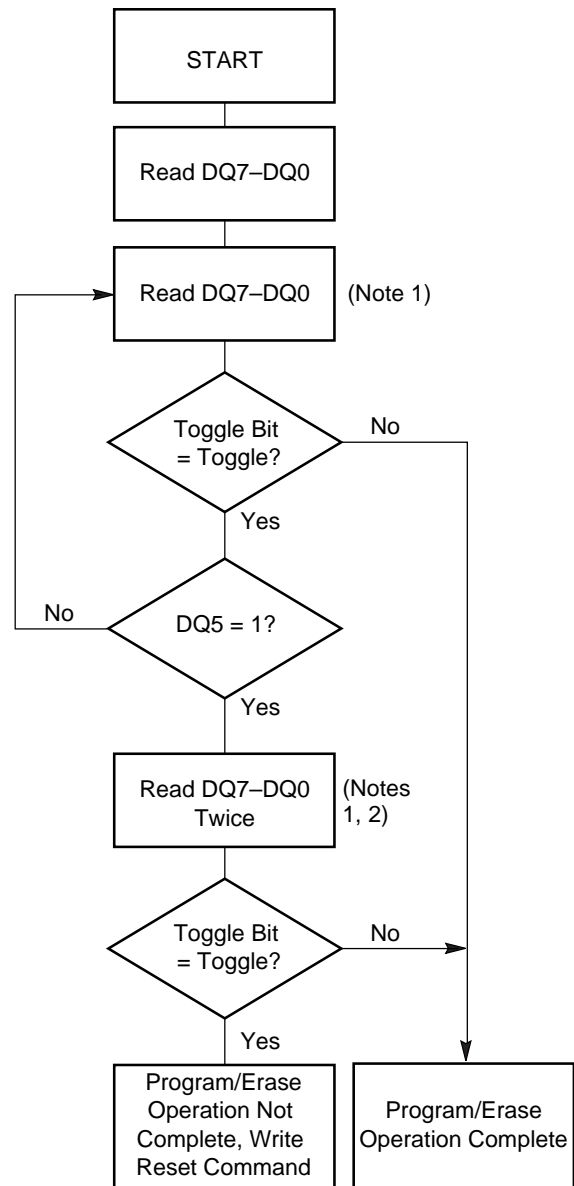 START
Read DQ7–DQ0
Read DQ7–DQ0
(Note 1)
Toggle Bit
= Toggle?
No
Yes
DQ5 = 1?
No
Yes
Read DQ7–DQ0
Twice
(Notes
1, 2)
Toggle Bit
= Toggle?
No
Yes
Program/Erase
Operation Not
Complete, Write
Reset Command
Program/Erase
Operation Complete